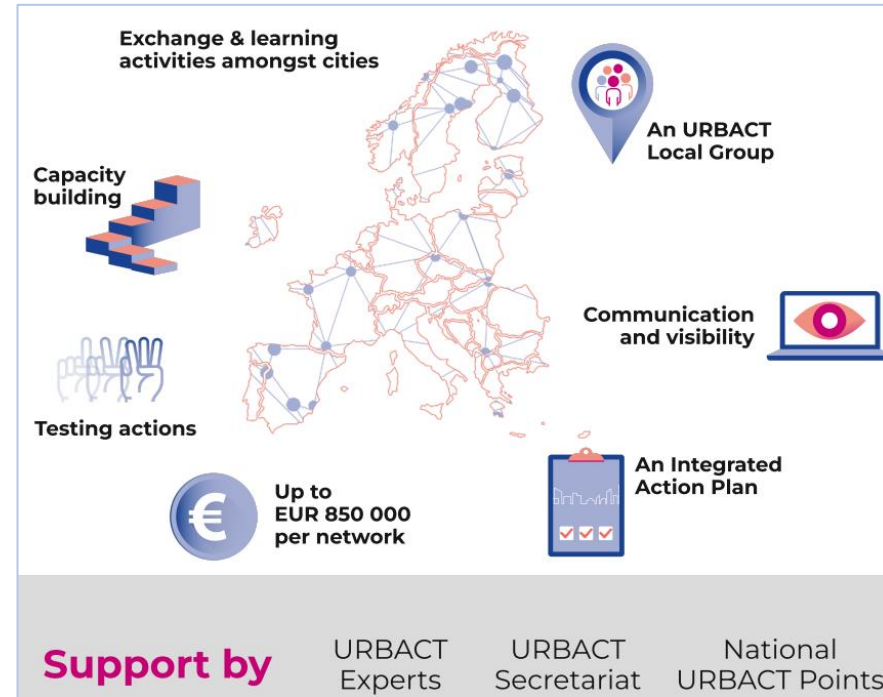 Exchange & learning
activities amongst cities
An URBACT
Local Group
Capacity
building
Communication
and visibility
Testing actions
An Integrated
Action Plan
€
Up to
EUR 850 000
per network
Support by
URBACT
Experts
URBACT
Secretariat
National
URBACT Points